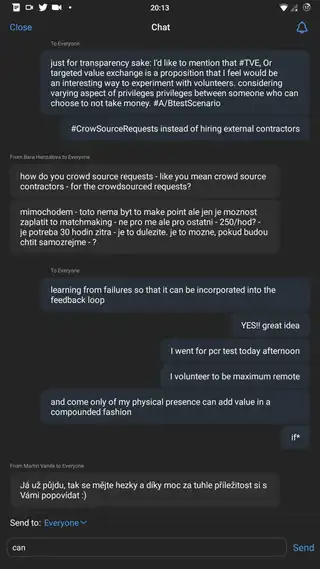 20:13
Close
Chat
To Everyone
just for transparency sake: I'd like to mention that #TVE, Or
targeted value exchange is a proposition that I feel would be
an interesting way to experiment with volunteers. considering
varying aspect of privileges privileges between someone who can
choose to not take money. #A/BtestScenario
#CrowSourceRequests instead of hiring external contractors
From Bara Herzablova to Everyone
how do you crowd source requests - like you mean crowd source
contractors - for the crowdsourced requests?
mimochodem - toto nema byt to make point ale jen je moznost
zaplatit to matchmaking - ne pro me ale pro ostatni - 250/hod? -
je potreba 30 hodin zitra - je to dulezite. je to mozne, pokud budou
chtit samozrejme - ?
To Everyone
learning from failures so that it can be incorporated into the
feedback loop
YES!! great idea
I went for pcr test today afternoon
I volunteer to be maximum remote
and come only of my physical presence can add value in a
compounded fashion
if*
From Martin Vaněk to Everyone
Já už půjdu, tak se mějte hezky a díky moc za tuhle příležitost si s
Vámi popovídat :)
Send to: Everyone
can
Send